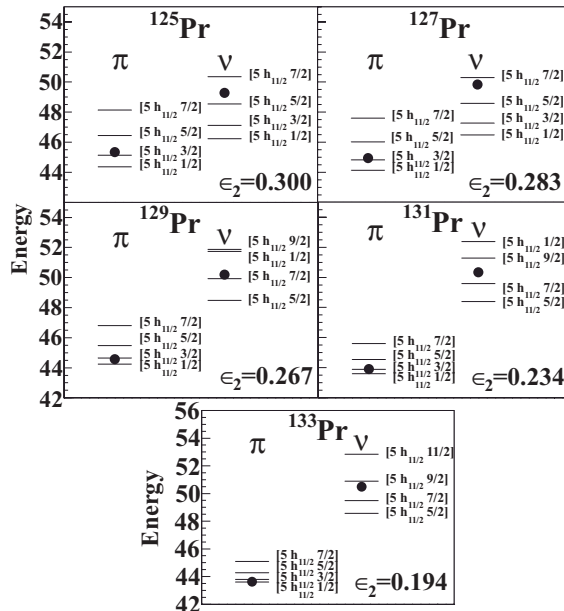 54
52
50
48
46
44
¹²⁵Pr
π
ν
[5 h₁₁/₂ 7/2]
[5 h₁₁/₂ 5/2]
[5 h₁₁/₂ 3/2]
[5 h₁₁/₂ 1/2]
[5 h₁₁/₂ 7/2]
[5 h₁₁/₂ 5/2]
[5 h₁₁/₂ 3/2]
[5 h₁₁/₂ 1/2]
ϵ₂=0.300
¹²⁷Pr
π
ν
[5 h₁₁/₂ 7/2]
[5 h₁₁/₂ 5/2]
[5 h₁₁/₂ 3/2]
[5 h₁₁/₂ 1/2]
[5 h₁₁/₂ 7/2]
[5 h₁₁/₂ 5/2]
[5 h₁₁/₂ 3/2]
[5 h₁₁/₂ 1/2]
ϵ₂=0.283
Energy
54
52
50
48
46
44
42
¹²⁹Pr
π
ν
[5 h₁₁/₂ 9/2]
[5 h₁₁/₂ 1/2]
[5 h₁₁/₂ 7/2]
[5 h₁₁/₂ 5/2]
[5 h₁₁/₂ 7/2]
[5 h₁₁/₂ 5/2]
[5 h₁₁/₂ 3/2]
[5 h₁₁/₂ 1/2]
ϵ₂=0.267
¹³¹Pr
π
ν
[5 h₁₁/₂ 1/2]
[5 h₁₁/₂ 9/2]
[5 h₁₁/₂ 7/2]
[5 h₁₁/₂ 5/2]
[5 h₁₁/₂ 7/2]
[5 h₁₁/₂ 5/2]
[5 h₁₁/₂ 3/2]
[5 h₁₁/₂ 1/2]
ϵ₂=0.234
Energy
56
54
52
50
48
46
44
42
¹³³Pr
π
ν
[5 h₁₁/₂ 11/2]
[5 h₁₁/₂ 9/2]
[5 h₁₁/₂ 7/2]
[5 h₁₁/₂ 5/2]
[5 h₁₁/₂ 7/2]
[5 h₁₁/₂ 5/2]
[5 h₁₁/₂ 3/2]
[5 h₁₁/₂ 1/2]
ϵ₂=0.194